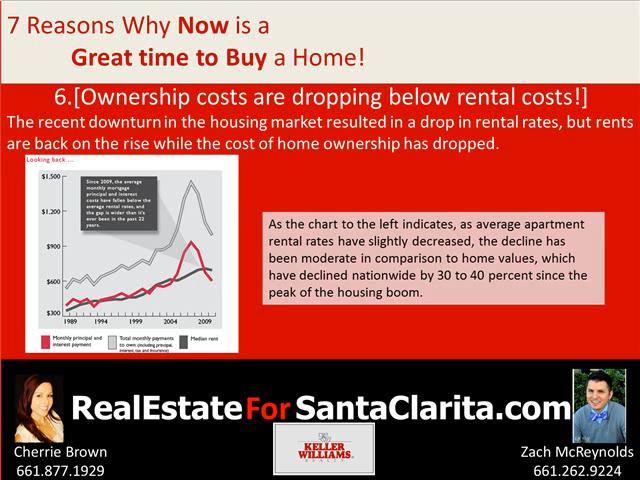 7 Reasons Why Now is a
Great time to Buy a Home!
6.[Ownership costs are dropping below rental costs!]
The recent downturn in the housing market resulted in a drop in rental rates, but rents
are back on the rise while the cost of home ownership has dropped.
Looking back ...
$1,500
$1,200
$900
$600
$300
Since 2009, the average
monthly mortgage
principal and interest
costs have fallen below the
average rental rates, and
the gap is wider than it's
ever been in the past 22
years.
1989 1994 1999 2004 2009
Monthly principal and
interest payment
Total monthly payments
to own (including principal,
interest, tax and insurance)
Median rent
As the chart to the left indicates, as average apartment
rental rates have slightly decreased, the decline has
been moderate in comparison to home values, which
have declined nationwide by 30 to 40 percent since the
peak of the housing boom.
RealEstateForSantaClarita.com
KELLER
WILLIAMS
REALTY
Cherrie Brown
661.877.1929
Zach McReynolds
661.262.9224